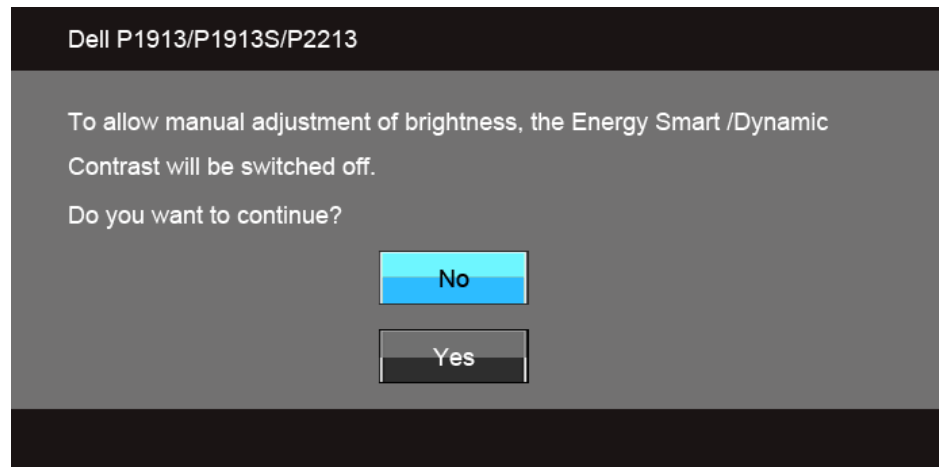 Dell P1913/P1913S/P2213
To allow manual adjustment of brightness, the Energy Smart /Dynamic
Contrast will be switched off.
Do you want to continue?
No
Yes